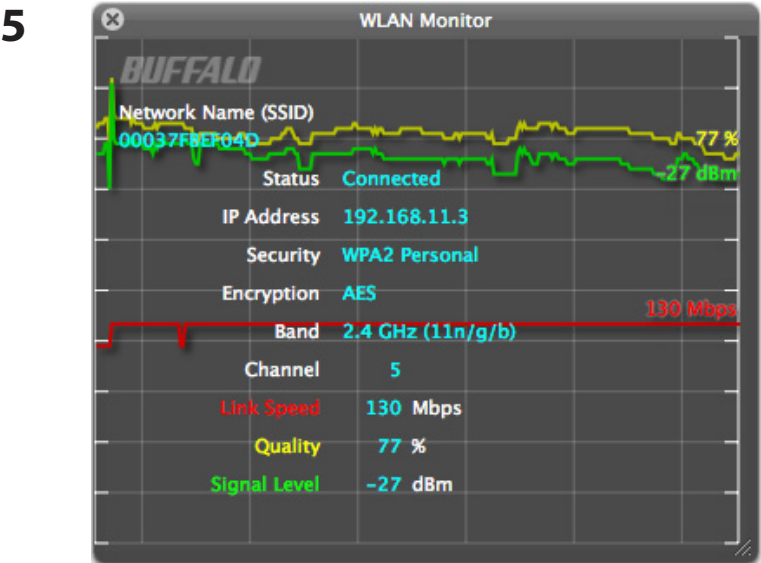 5
WLAN Monitor
BUFFALO
Network Name (SSID)
00037FBEF04D
77 %
-27 dBm
Status Connected
IP Address 192.168.11.3
Security WPA2 Personal
Encryption AES
130 Mbps
Band 2.4 GHz (11n/g/b)
Channel 5
Link Speed 130 Mbps
Quality 77 %
Signal Level -27 dBm